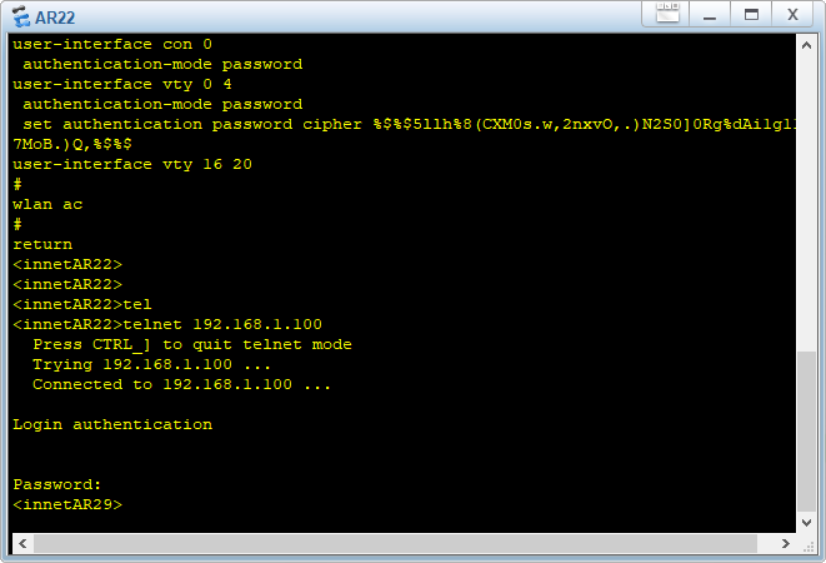 AR22
user-interface con 0
authentication-mode password
user-interface vty 0 4
authentication-mode password
set authentication password cipher %$%$5llh%8(CXM0s.w,2nxvO,.)N2S0]0Rg%dAilgll
7MoB.)Q,%$%$
user-interface vty 16 20
#
wlan ac
#
return
<innetAR22>
<innetAR22>
<innetAR22>tel
<innetAR22>telnet 192.168.1.100
Press CTRL_] to quit telnet mode
Trying 192.168.1.100 ...
Connected to 192.168.1.100 ...
Login authentication
Password:
<innetAR29>